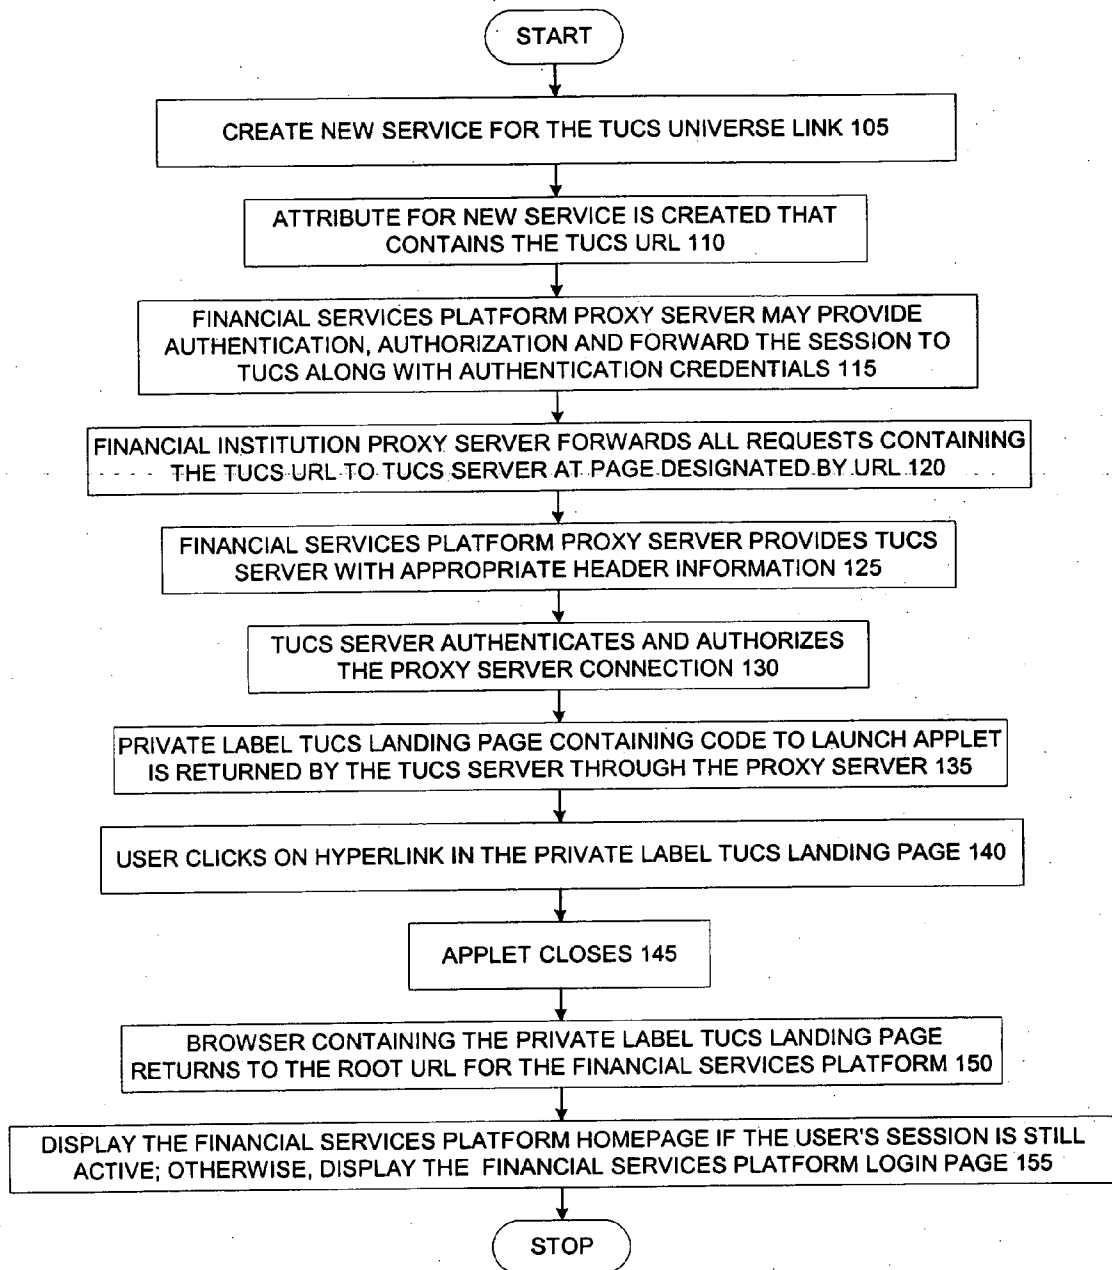 START
CREATE NEW SERVICE FOR THE TUCS UNIVERSE LINK 105
ATTRIBUTE FOR NEW SERVICE IS CREATED THAT
CONTAINS THE TUCS URL 110
FINANCIAL SERVICES PLATFORM PROXY SERVER MAY PROVIDE
AUTHENTICATION, AUTHORIZATION AND FORWARD THE SESSION TO
TUCS ALONG WITH AUTHENTICATION CREDENTIALS 115
FINANCIAL INSTITUTION PROXY SERVER FORWARDS ALL REQUESTS CONTAINING
THE TUCS URL TO TUCS SERVER AT PAGE DESIGNATED BY URL 120
FINANCIAL SERVICES PLATFORM PROXY SERVER PROVIDES TUCS
SERVER WITH APPROPRIATE HEADER INFORMATION 125
TUCS SERVER AUTHENTICATES AND AUTHORIZES
THE PROXY SERVER CONNECTION 130
PRIVATE LABEL TUCS LANDING PAGE CONTAINING CODE TO LAUNCH APPLET
IS RETURNED BY THE TUCS SERVER THROUGH THE PROXY SERVER 135
USER CLICKS ON HYPERLINK IN THE PRIVATE LABEL TUCS LANDING PAGE 140
APPLET CLOSES 145
BROWSER CONTAINING THE PRIVATE LABEL TUCS LANDING PAGE
RETURNS TO THE ROOT URL FOR THE FINANCIAL SERVICES PLATFORM 150
DISPLAY THE FINANCIAL SERVICES PLATFORM HOMEPAGE IF THE USER'S SESSION IS STILL
ACTIVE; OTHERWISE, DISPLAY THE FINANCIAL SERVICES PLATFORM LOGIN PAGE 155
STOP